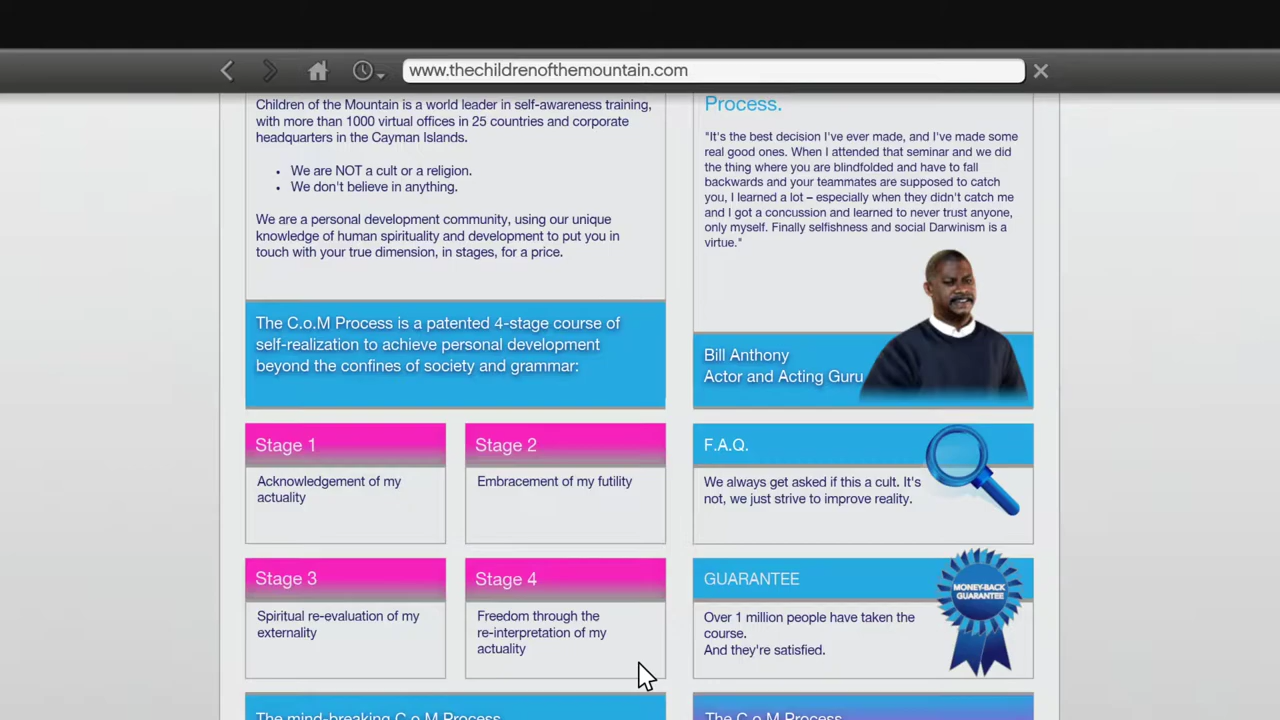 www.thechildrenofthemountain.com
Children of the Mountain is a world leader in self-awareness training,
with more than 1000 virtual offices in 25 countries and corporate
headquarters in the Cayman Islands.
• We are NOT a cult or a religion.
• We don't believe in anything.
We are a personal development community, using our unique
knowledge of human spirituality and development to put you in
touch with your true dimension, in stages, for a price.
The C.o.M Process is a patented 4-stage course of
self-realization to achieve personal development
beyond the confines of society and grammar:
Stage 1
Acknowledgement of my
actuality
Stage 2
Embracement of my futility
Stage 3
Spiritual re-evaluation of my
externality
Stage 4
Freedom through the
re-interpretation of my
actuality
The mind-breaking C.o.M Process
Process.
"It's the best decision I've ever made, and I've made some
real good ones. When I attended that seminar and we did
the thing where you are blindfolded and have to fall
backwards and your teammates are supposed to catch
you, I learned a lot – especially when they didn't catch me
and I got a concussion and learned to never trust anyone,
only myself. Finally selfishness and social Darwinism is a
virtue."
Bill Anthony
Actor and Acting Guru
F.A.Q.
We always get asked if this a cult. It's
not, we just strive to improve reality.
GUARANTEE
MONEY-BACK
GUARANTEE
Over 1 million people have taken the
course.
And they're satisfied.
The C.o.M Process